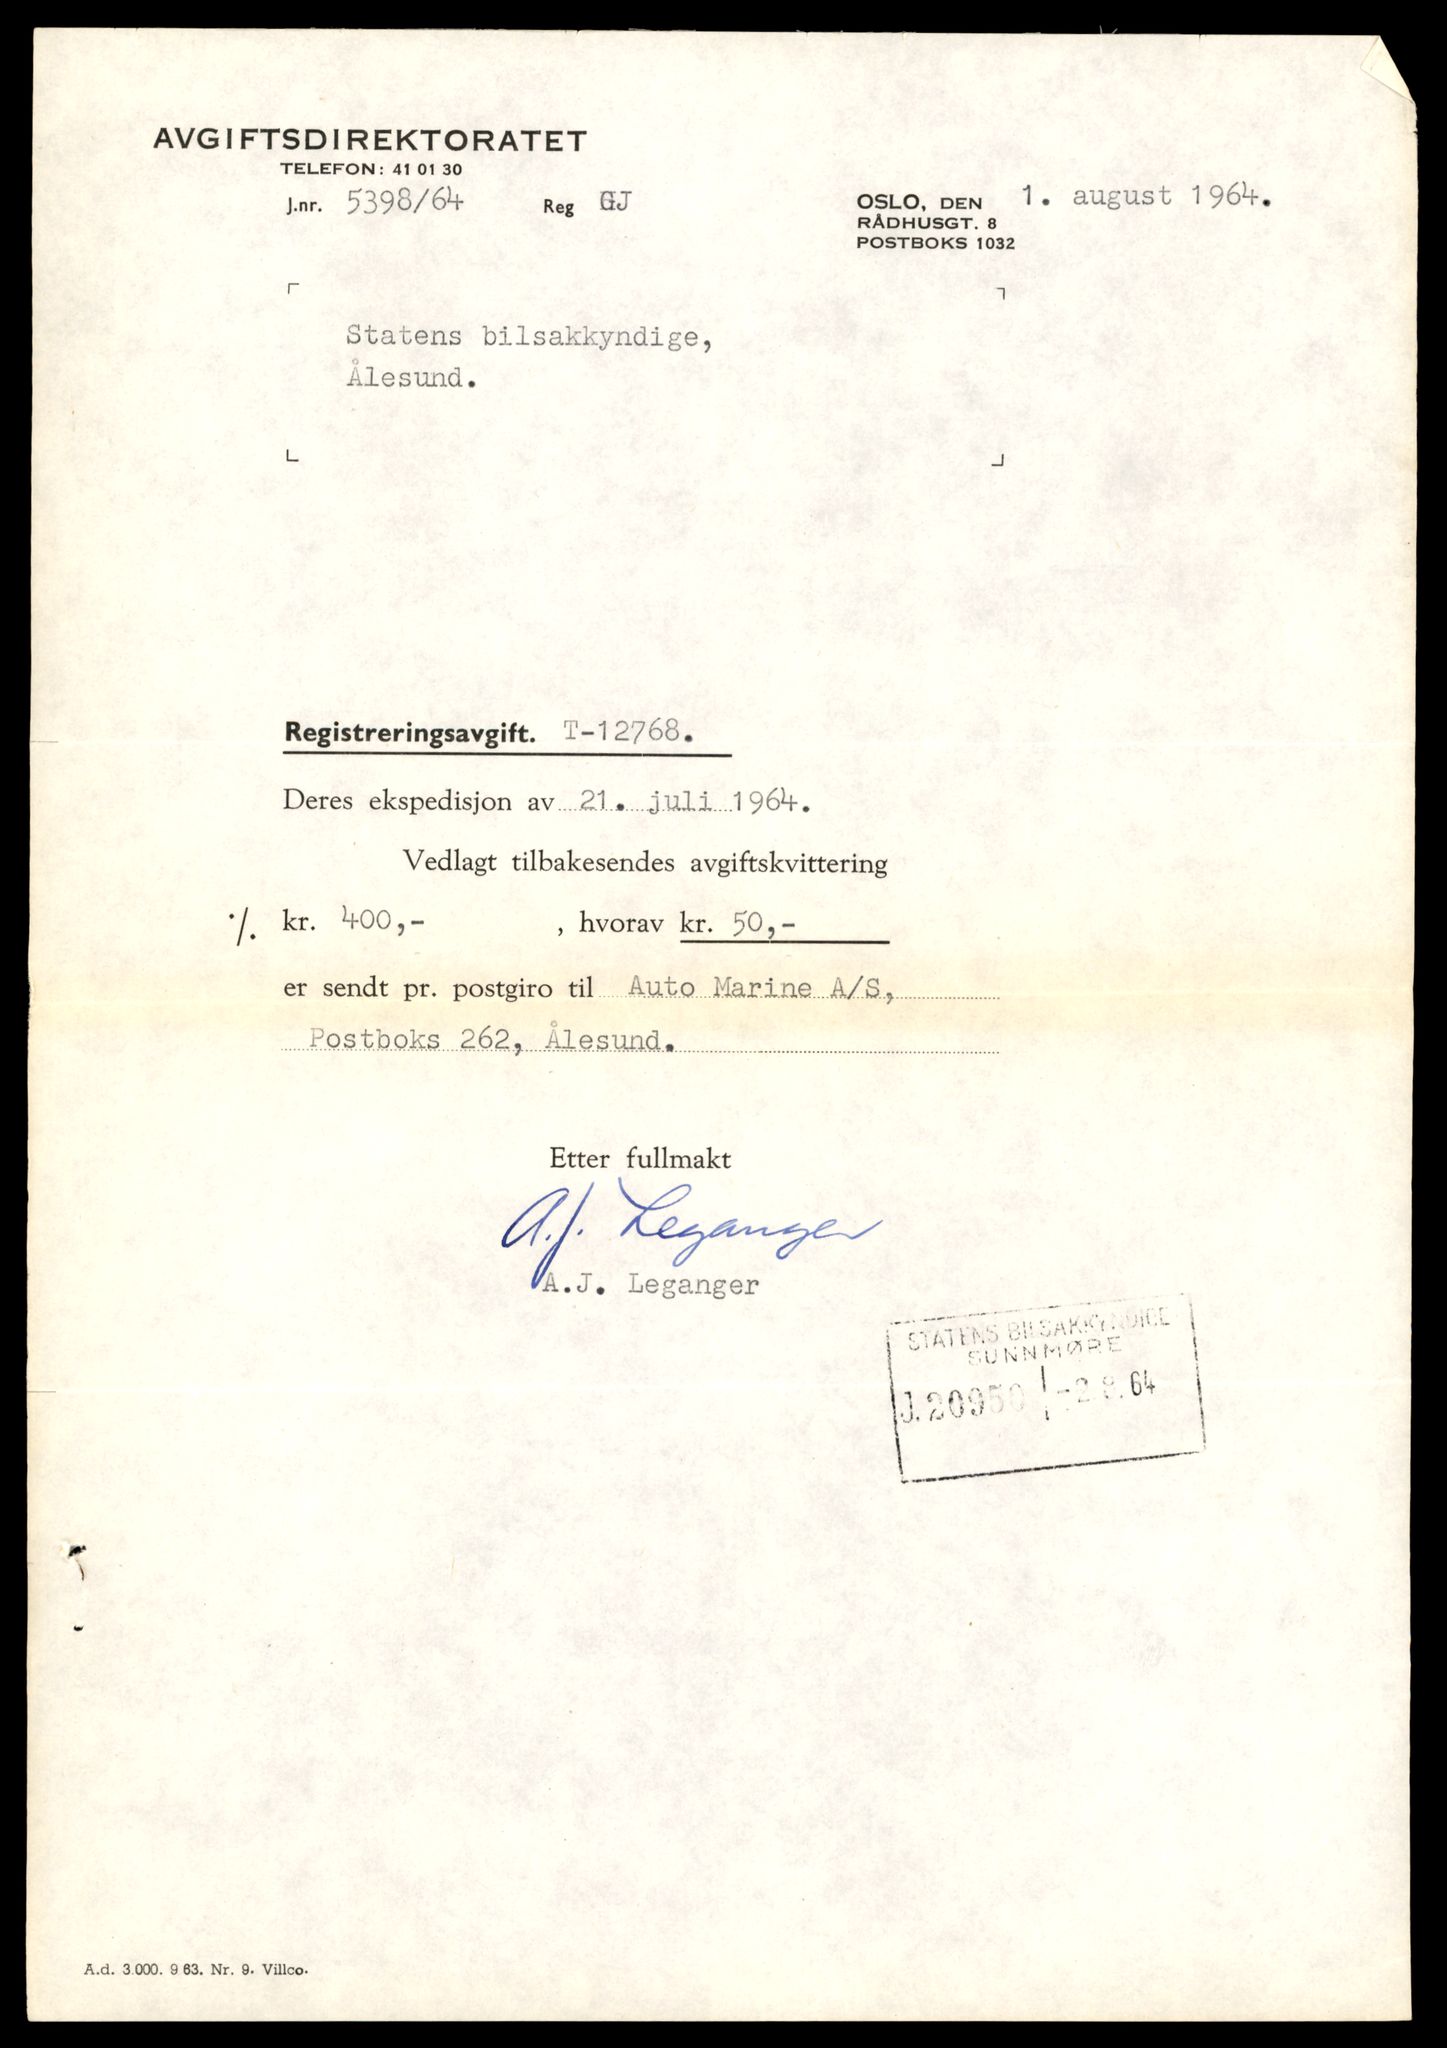 AVGIFTSDIREKTORATET
TELEFON: 41 01 30
J.nr. 5398/64 Reg GJ
OSLO, DEN 1. august 1964.
RÅDHUSGT. 8
POSTBOKS 1032
Statens bilsakkyndige,
Ålesund.
Registreringsavgift. T-12768.
Deres ekspedisjon av 21. juli 1964.
Vedlagt tilbakesendes avgiftskvittering
·/. kr. 400,- , hvorav kr. 50,-
er sendt pr. postgiro til Auto Marine A/S,
Postboks 262, Ålesund.
Etter fullmakt
A.J. Leganger
A.J. Leganger
STATENS BILSAKKYNDIGE
SUNNMØRE
J. 20950 -2.8.64
A.d. 3.000. 9 63. Nr. 9. Villco.